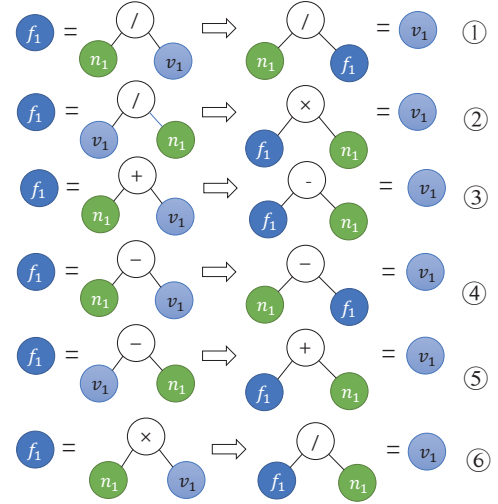 / /
f₁ = n₁ v₁ ⇨ n₁ f₁ = v₁ ①
/ ×
f₁ = v₁ n₁ ⇨ f₁ n₁ = v₁ ②
+ -
f₁ = n₁ v₁ ⇨ f₁ n₁ = v₁ ③
− −
f₁ = n₁ v₁ ⇨ n₁ f₁ = v₁ ④
− +
f₁ = v₁ n₁ ⇨ f₁ n₁ = v₁ ⑤
× /
f₁ = n₁ v₁ ⇨ f₁ n₁ = v₁ ⑥